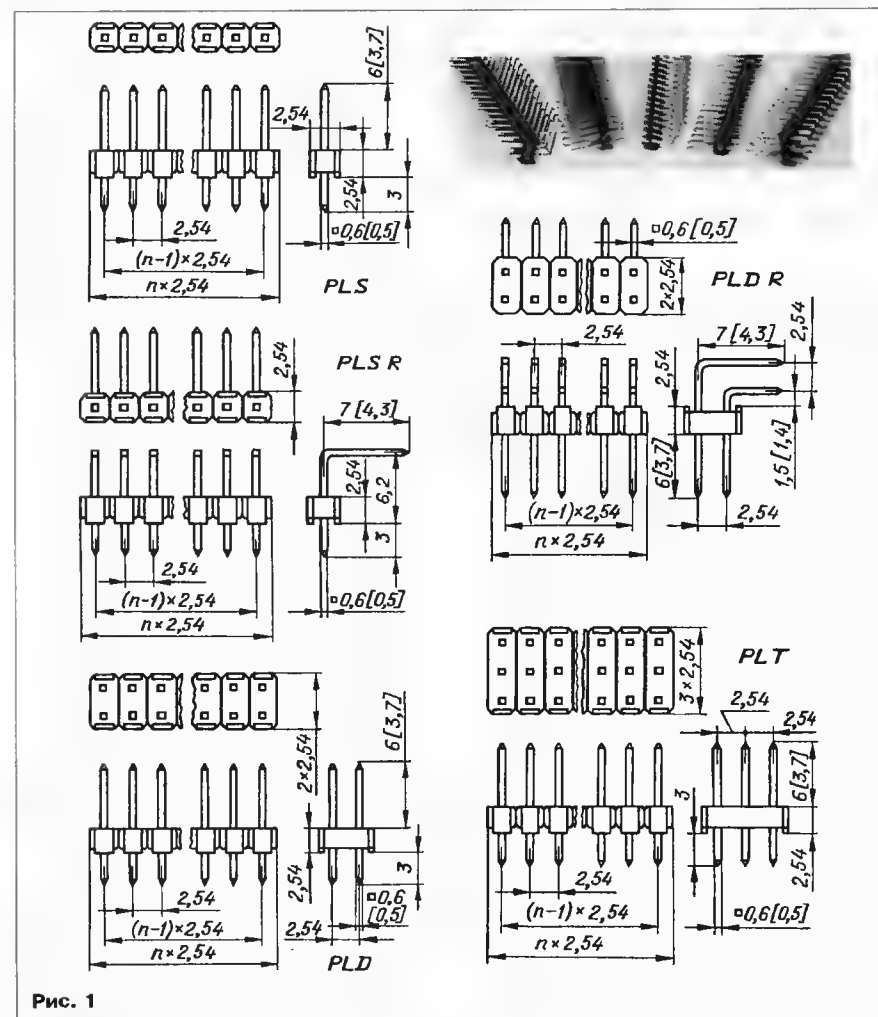 6[3,7]
2,54
2,54
3
2,54
□0,6[0,5]
(n-1)×2,54
n×2,54
PLS
PLS R
2,54
7 [4,3]
2,54
6,2
3
2,54
□0,6[0,5]
(n-1)×2,54
n×2,54
2×2,54
6[3,7]
2,54
3
2,54
□0,6
[0,5]
(n-1)×2,54
2,54
n×2,54
PLD
□0,6[0,5]
2×2,54
PLD R
2,54
7[4,3]
2,54
2,54
6[3,7]
1,5[1,4]
(n-1)×2,54
2,54
n×2,54
3×2,54
PLT
2,54
2,54
6[3,7]
3
2,54
2,54
(n-1)×2,54
□0,6[0,5]
n×2,54
Рис. 1